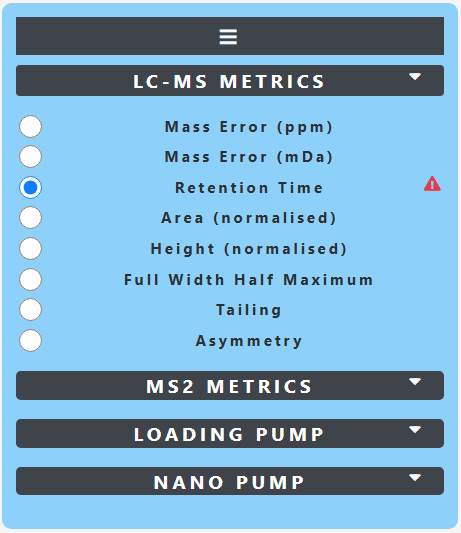 LC-MS METRICS
Mass Error (ppm)
Mass Error (mDa)
Retention Time
Area (normalised)
Height (normalised)
Full Width Half Maximum
Tailing
Asymmetry
MS2 METRICS
LOADING PUMP
NANO PUMP